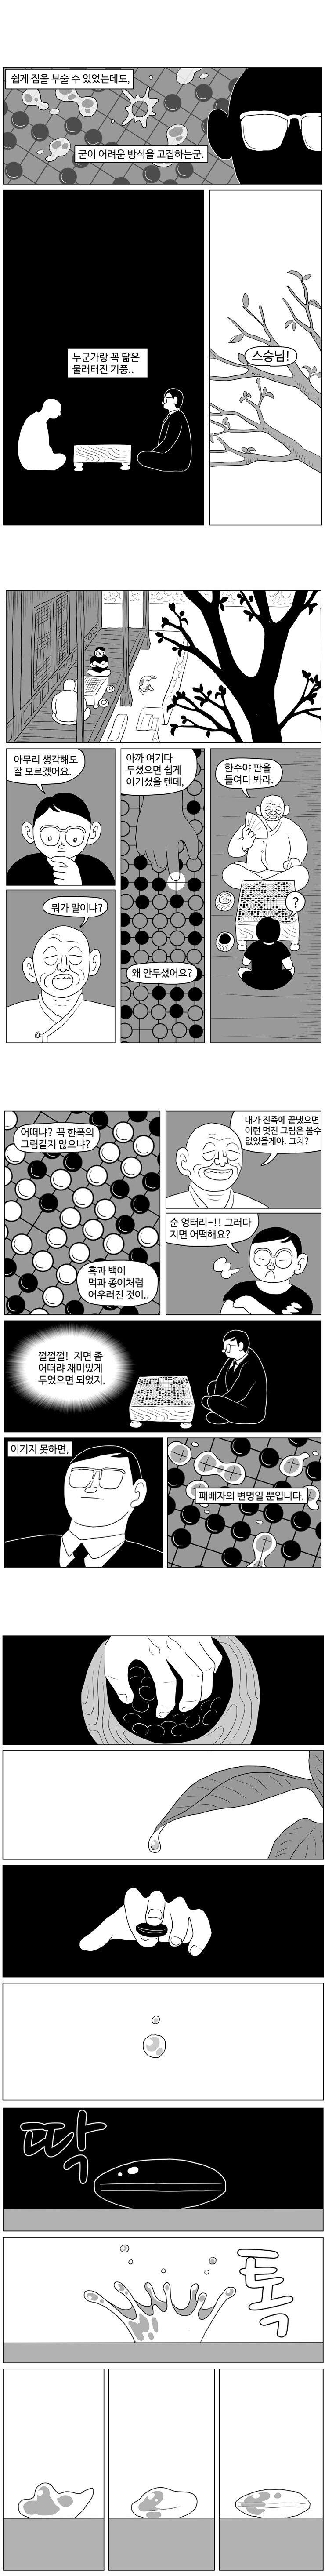 쉽게 집을 부술 수 있었는데도,
굳이 어려운 방식을 고집하는군.
누군가랑 꼭 닮은
물러터진 기풍..
스승님!
아무리 생각해도
잘 모르겠어요.
뭐가 말이냐?
아까 여기다
두셨으면 쉽게
이기셨을 텐데,
왜 안두셨어요?
한수야 판을
들여다 봐라.
?
어떠냐? 꼭 한폭의
그림같지 않으냐?
흑과 백이
먹과 종이처럼
어우러진 것이..
내가 진즉에 끝냈으면
이런 멋진 그림은 볼수
없었을게야. 그치?
순 엉터리-!! 그러다
지면 어떡해요?
껄껄껄! 지면 좀
어떠랴 재미있게
두었으면 되었지.
이기지 못하면,
패배자의 변명일 뿐입니다.
딱
톡